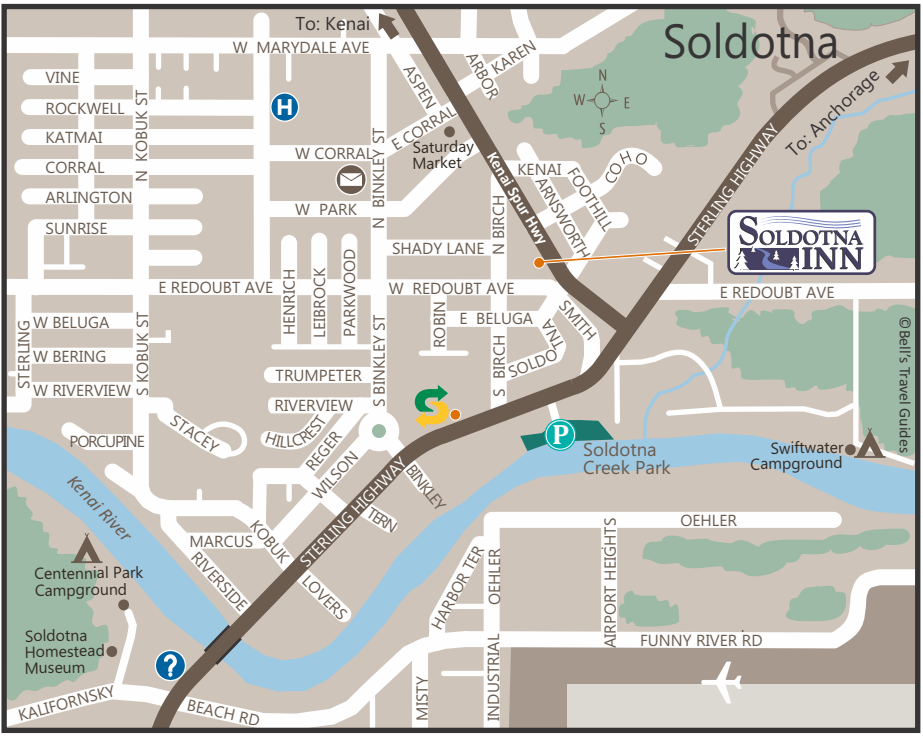 Soldotna
To: Kenai
W MARYDALE AVE
KAREN
ARBOR
ASPEN
VINE
ROCKWELL
KATMAI
CORRAL
ARLINGTON
SUNRISE
N KOBUK ST
H
W CORRAL
E CORRAL
N BINKLEY ST
Saturday
Market
W PARK
N
W E
S
To: Anchorage
STERLING HIGHWAY
Kenai Spur Hwy
KENAI
COHO
FOOTHILL
FARNSWORTH
N BIRCH
SHADY LANE
SOLDOTNA
INN
E REDOUBT AVE
W REDOUBT AVE
E REDOUBT AVE
HENRICH
LEIBROCK
PARKWOOD
ROBIN
E BELUGA
SMITH
SOLDOTNA
S BIRCH
STERLING
W BELUGA
W BERING
W RIVERVIEW
S KOBUK ST
S BINKLEY ST
TRUMPETER
RIVERVIEW
HILLCREST
REGER
WILSON
STACEY
PORCUPINE
S
P
Soldotna
Creek Park
Swiftwater
Campground
©Bell's Travel Guides
Kenai River
BINKLEY
TERN
STERLING HIGHWAY
MARCUS
KOBUK
LOVERS
RIVERSIDE
Centennial Park
Campground
Soldotna
Homestead
Museum
?
KALIFORNSKY
BEACH RD
HARBOR TER
OEHLER
OEHLER
AIRPORT HEIGHTS
FUNNY RIVER RD
MISTY
INDUSTRIAL